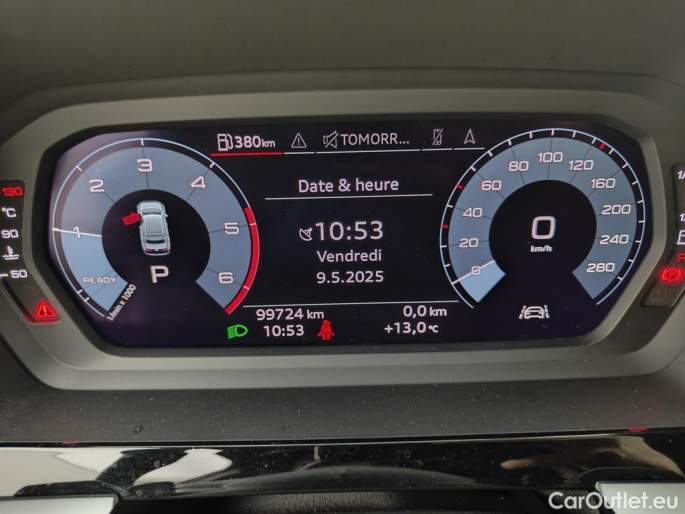 380km TOMORR...
Date & heure
10:53
Vendredi
9.5.2025
99724 km 0,0 km
10:53 +13,0 °C
READY 1 2 3 4 5 6
1/min x 1000
P
0 20 40 60 80 100 120 140 160 200 240 280
0
km/h
130
°C
90
50
CarOutlet.eu